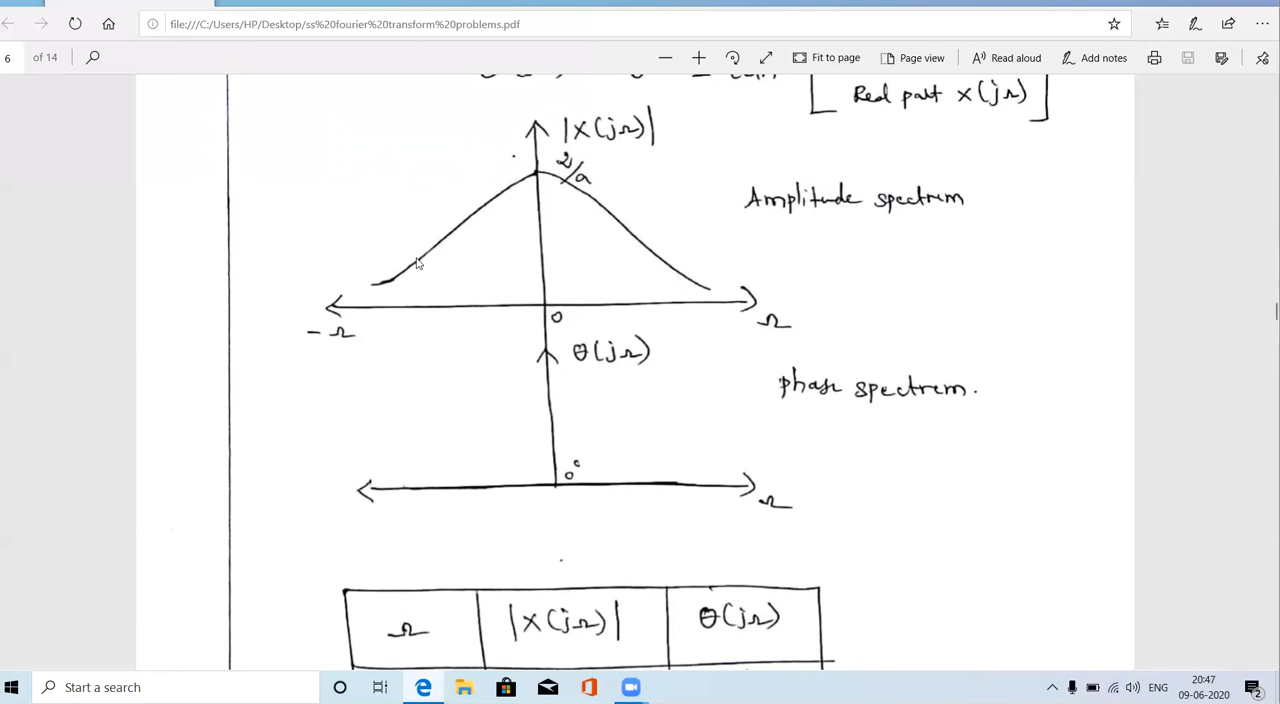 file:///C:/Users/HP/Desktop/ss%20fourier%20transform%20problems.pdf
6 of 14
Fit to page
Page view
Read aloud
Add notes
Real part X(jΩ)
|X(jΩ)|
2/a
Amplitude spectrum
-Ω
0
Ω
θ(jΩ)
phase spectrum.
0°
Ω
Ω |X(jΩ)| θ(jΩ)
Start a search
ENG
20:47
09-06-2020
2